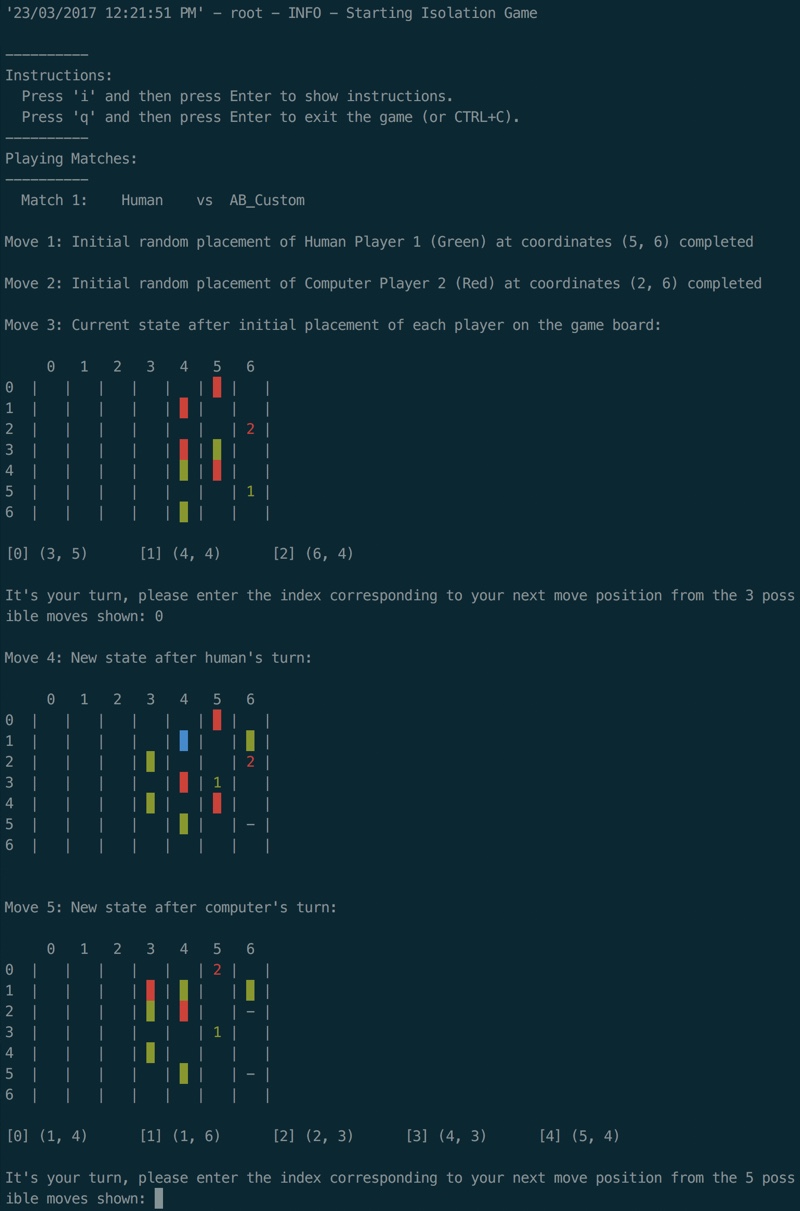 '23/03/2017 12:21:51 PM' - root - INFO - Starting Isolation Game
----------
Instructions:
  Press 'i' and then press Enter to show instructions.
  Press 'q' and then press Enter to exit the game (or CTRL+C).
----------
Playing Matches:
----------
  Match 1:    Human    vs  AB_Custom
Move 1: Initial random placement of Human Player 1 (Green) at coordinates (5, 6) completed
Move 2: Initial random placement of Computer Player 2 (Red) at coordinates (2, 6) completed
Move 3: Current state after initial placement of each player on the game board:
     0   1   2   3   4   5   6
0  |   |   |   |   |   |   |   |
1  |   |   |   |   |   |   |   |
2  |   |   |   |   |   |   | 2 |
3  |   |   |   |   |   |   |   |
4  |   |   |   |   |   |   |   |
5  |   |   |   |   |   |   | 1 |
6  |   |   |   |   |   |   |   |
[0] (3, 5)      [1] (4, 4)      [2] (6, 4)
It's your turn, please enter the index corresponding to your next move position from the 3 poss
ible moves shown: 0
Move 4: New state after human's turn:
     0   1   2   3   4   5   6
0  |   |   |   |   |   |   |   |
1  |   |   |   |   |   |   |   |
2  |   |   |   |   |   |   | 2 |
3  |   |   |   |   |   | 1 |   |
4  |   |   |   |   |   |   |   |
5  |   |   |   |   |   |   | - |
6  |   |   |   |   |   |   |   |
Move 5: New state after computer's turn:
     0   1   2   3   4   5   6
0  |   |   |   |   |   | 2 |   |
1  |   |   |   |   |   |   |   |
2  |   |   |   |   |   |   | - |
3  |   |   |   |   |   | 1 |   |
4  |   |   |   |   |   |   |   |
5  |   |   |   |   |   |   | - |
6  |   |   |   |   |   |   |   |
[0] (1, 4)      [1] (1, 6)      [2] (2, 3)      [3] (4, 3)      [4] (5, 4)
It's your turn, please enter the index corresponding to your next move position from the 5 poss
ible moves shown: